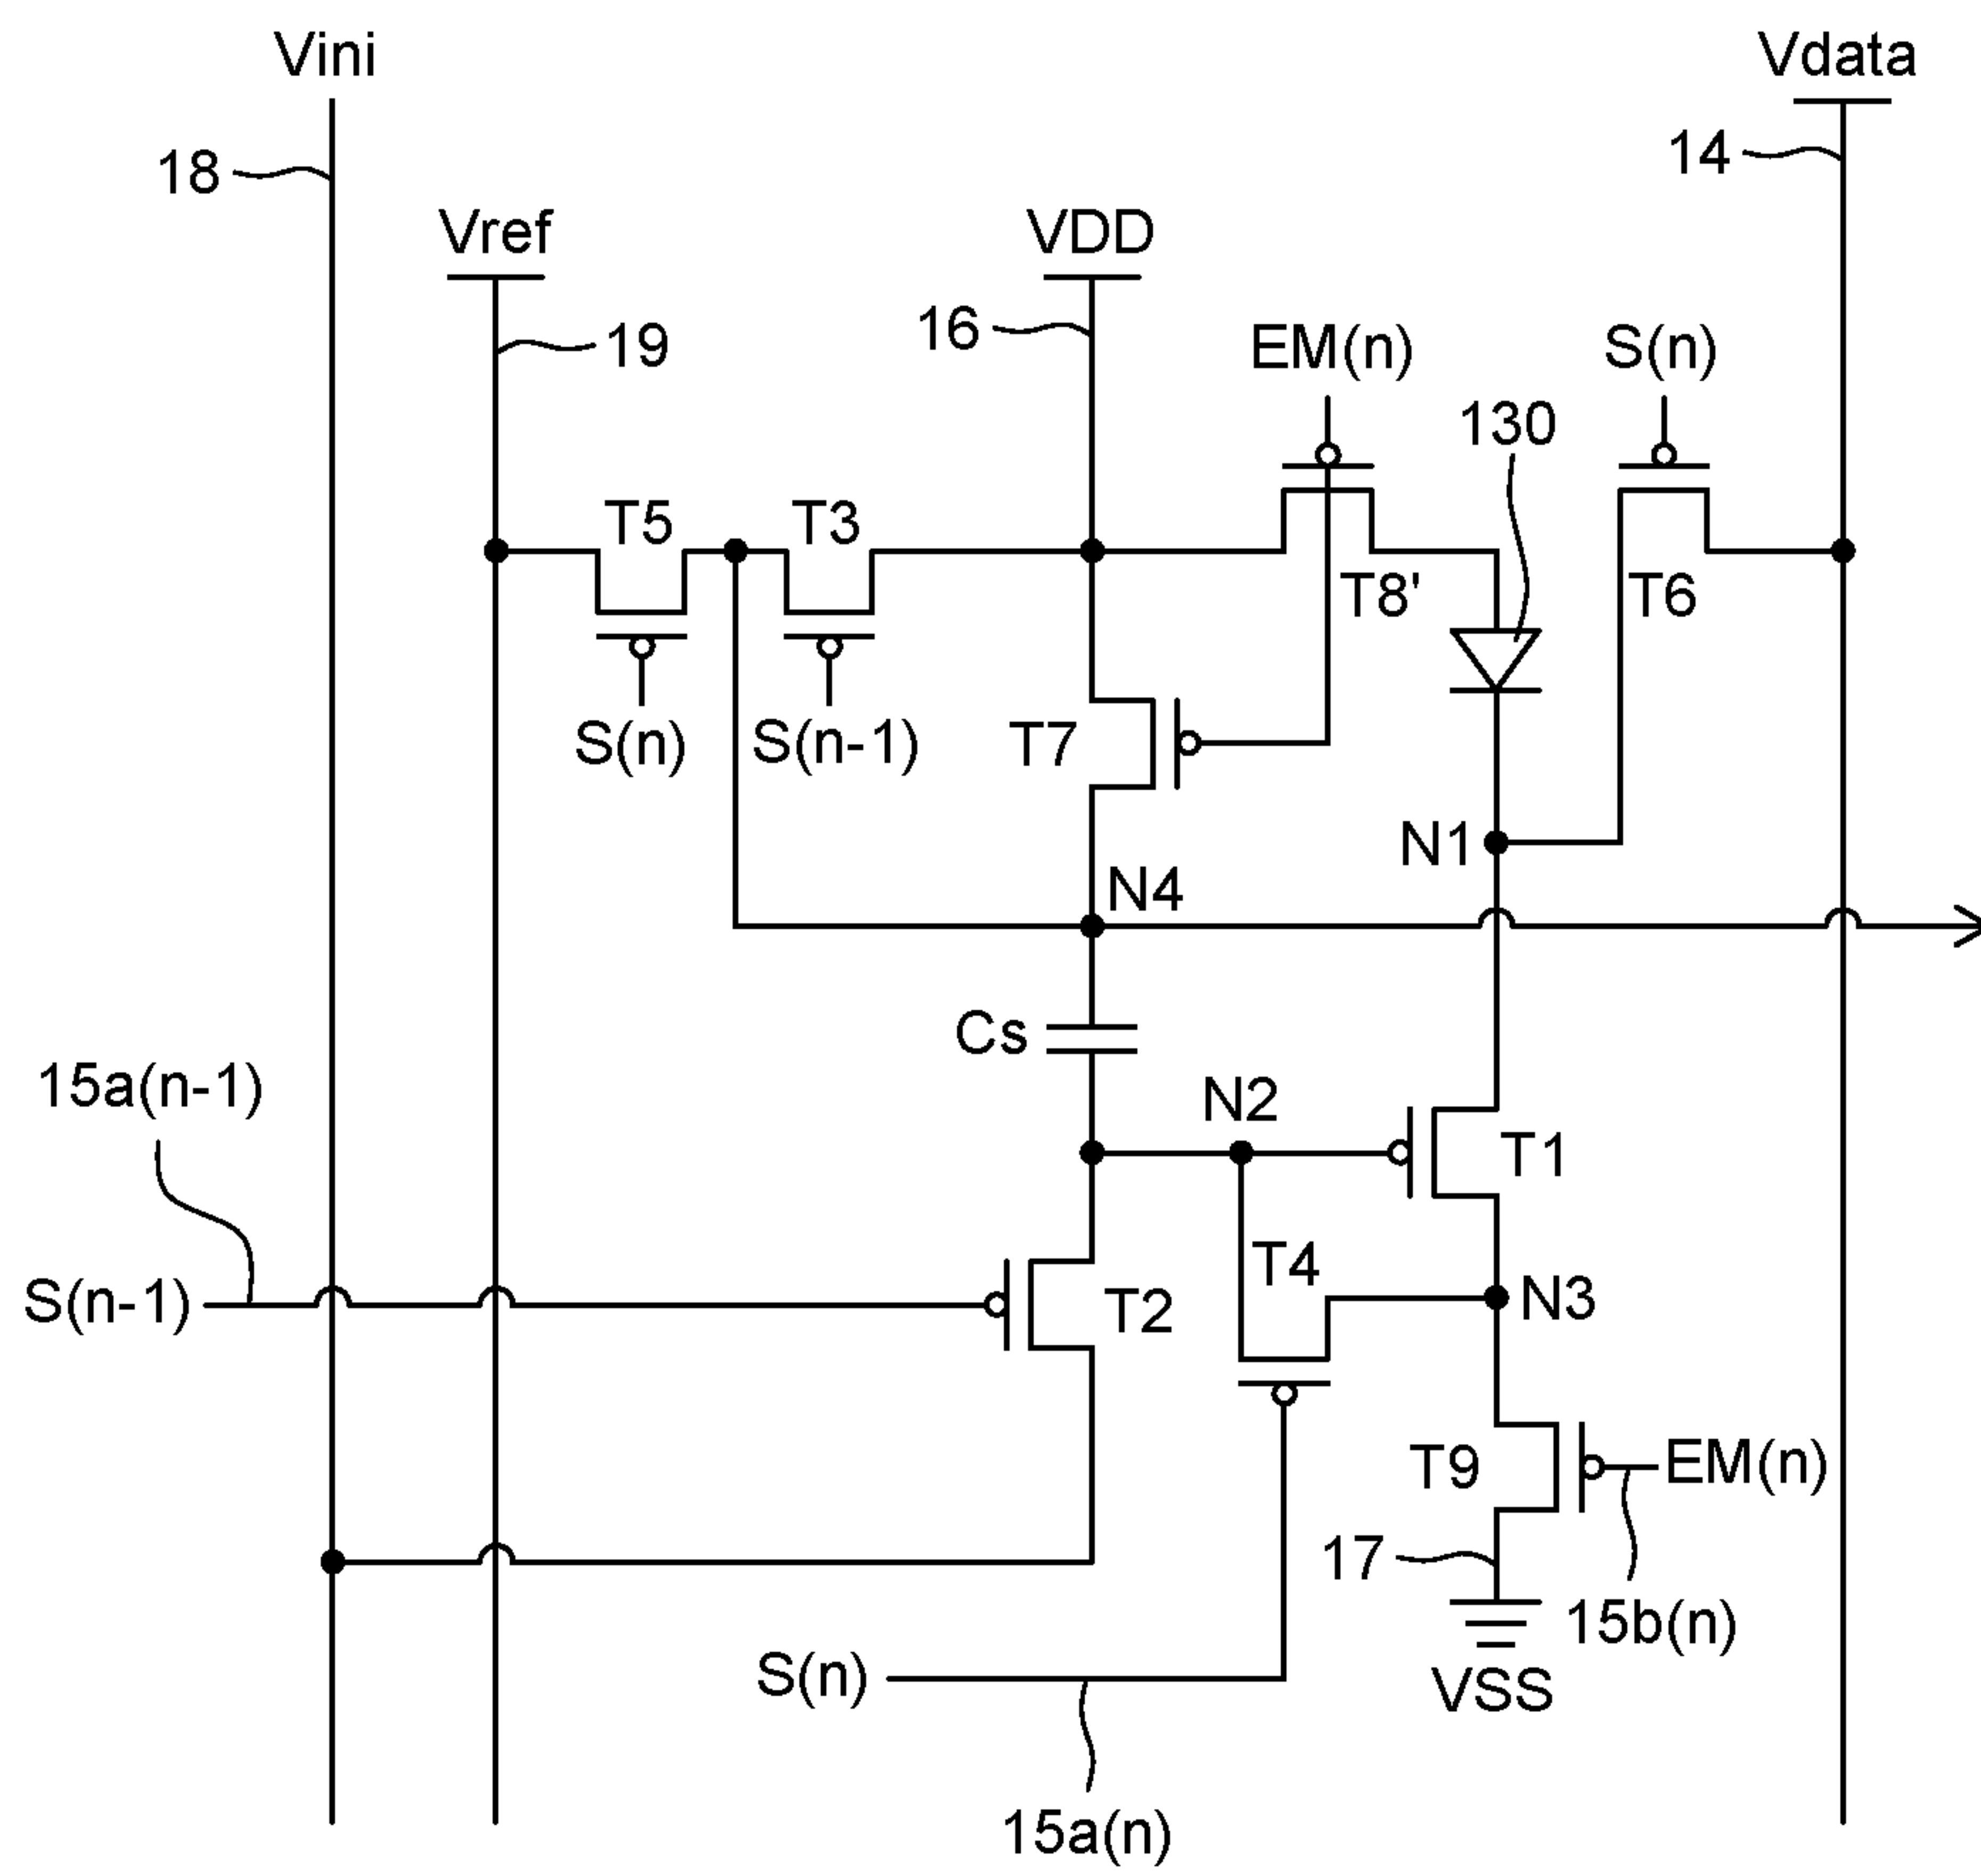 Vini
Vdata
18
14
Vref
VDD
19
16
EM(n)
S(n)
130
T5
T3
T8'
T6
S(n)
S(n-1)
T7
N1
N4
Cs
15a(n-1)
N2
T1
T4
S(n-1)
T2
N3
T9
EM(n)
17
15b(n)
S(n)
VSS
15a(n)